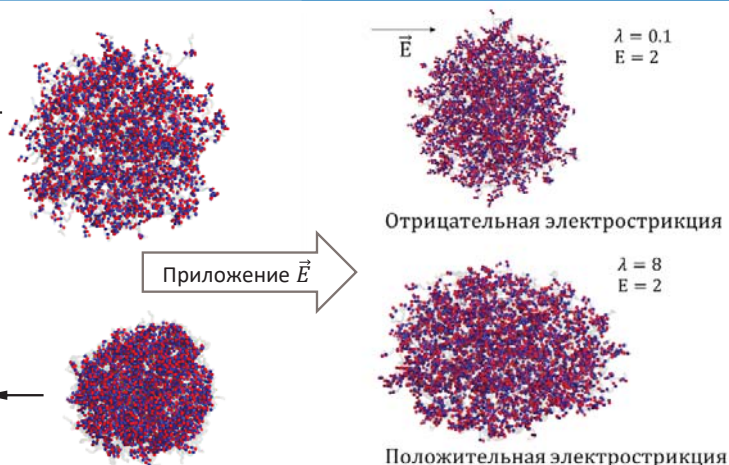 E⃗
λ = 0.1
E = 2
Отрицательная электрострикция
Приложение E⃗
λ = 8
E = 2
Положительная электрострикция